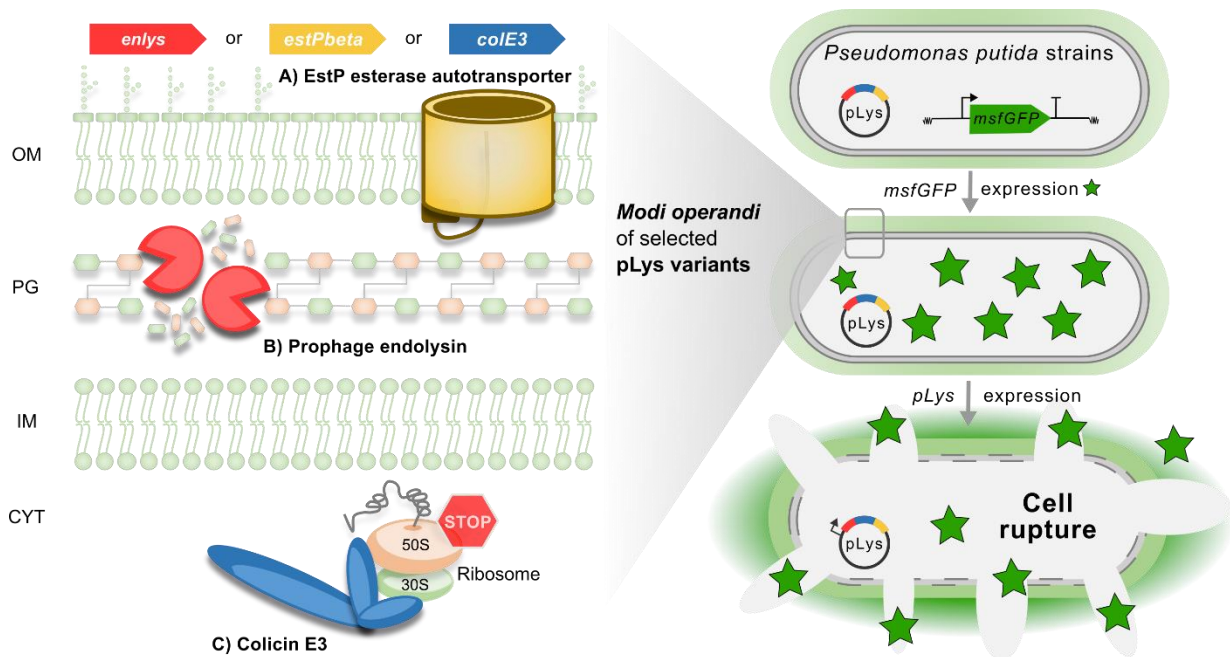 enlys or estPbeta or colE3
A) EstP esterase autotransporter
OM
PG
B) Prophage endolysin
IM
CYT
STOP
50S
30S
Ribosome
C) Colicin E3
Modi operandi
of selected
pLys variants
Pseudomonas putida strains
pLys
msfGFP
msfGFP expression
pLys
pLys expression
Cell
rupture
pLys